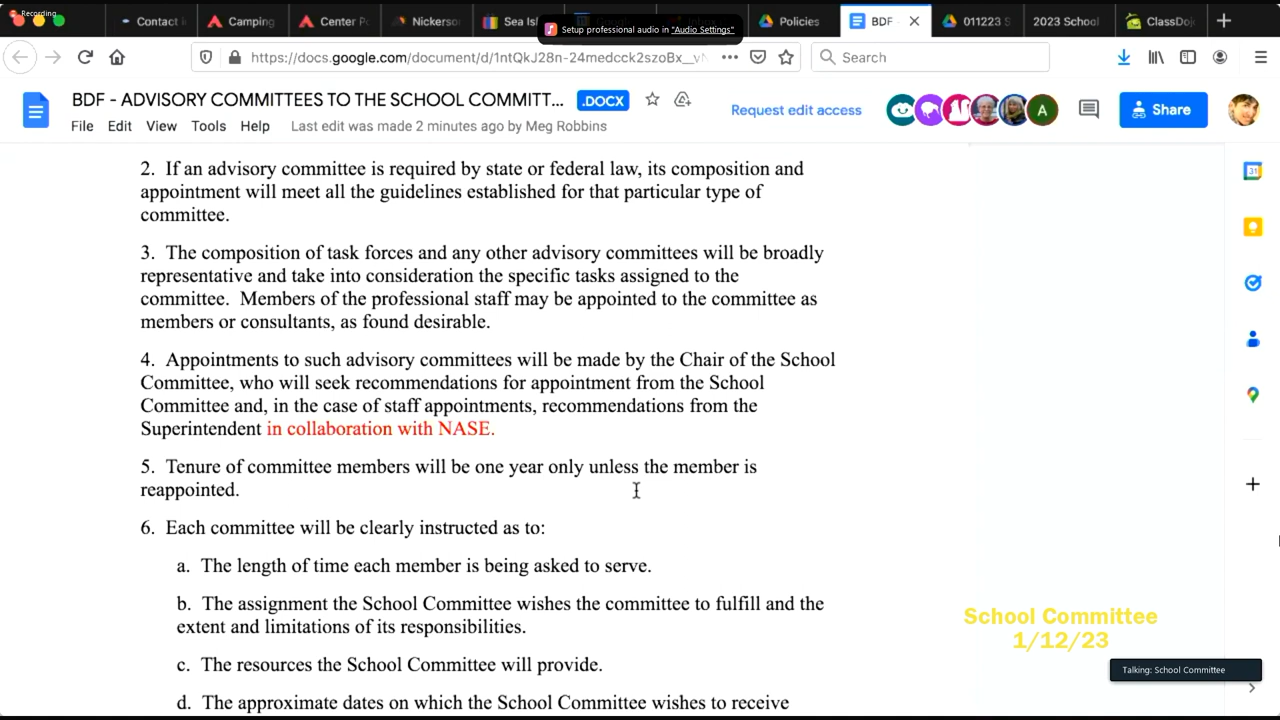 Recording
Contact i
Camping
Center Po
Nickerson
Sea Isl
Policies
BDF -
011223 S
2023 School
ClassDojo
Setup professional audio in "Audio Settings"
https://docs.google.com/document/d/1ntQkJ28n-24medcck2szoBx_
Search
BDF - ADVISORY COMMITTEES TO THE SCHOOL COMMITT...
.DOCX
Request edit access
A
Share
File Edit View Tools Help
Last edit was made 2 minutes ago by Meg Robbins
31
2. If an advisory committee is required by state or federal law, its composition and
appointment will meet all the guidelines established for that particular type of
committee.
3. The composition of task forces and any other advisory committees will be broadly
representative and take into consideration the specific tasks assigned to the
committee. Members of the professional staff may be appointed to the committee as
members or consultants, as found desirable.
4. Appointments to such advisory committees will be made by the Chair of the School
Committee, who will seek recommendations for appointment from the School
Committee and, in the case of staff appointments, recommendations from the
Superintendent in collaboration with NASE.
5. Tenure of committee members will be one year only unless the member is
reappointed.
6. Each committee will be clearly instructed as to:
a. The length of time each member is being asked to serve.
b. The assignment the School Committee wishes the committee to fulfill and the
extent and limitations of its responsibilities.
c. The resources the School Committee will provide.
d. The approximate dates on which the School Committee wishes to receive
School Committee
1/12/23
Talking: School Committee